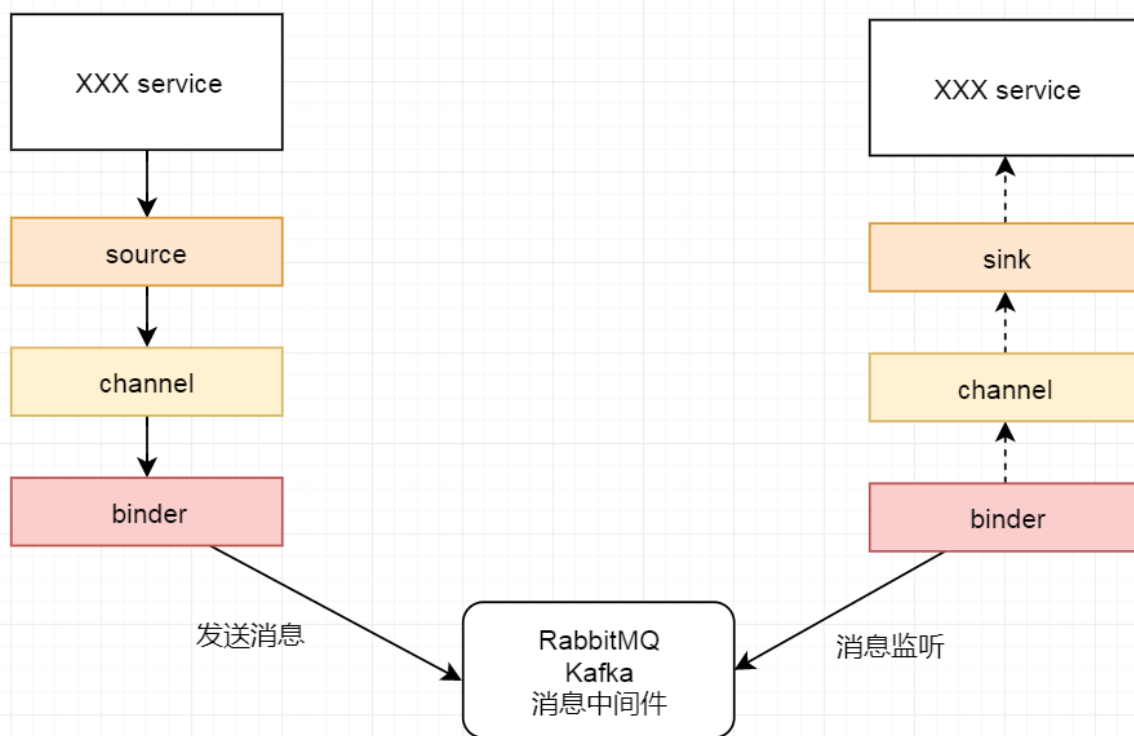 XXX service
source
channel
binder
发送消息
RabbitMQ
Kafka
消息中间件
XXX service
sink
channel
binder
消息监听